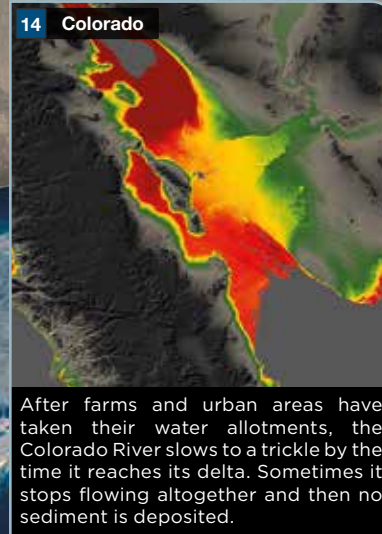 14 Colorado
After farms and urban areas have
taken their water allotments, the
Colorado River slows to a trickle by the
time it reaches its delta. Sometimes it
stops flowing altogether and then no
sediment is deposited.